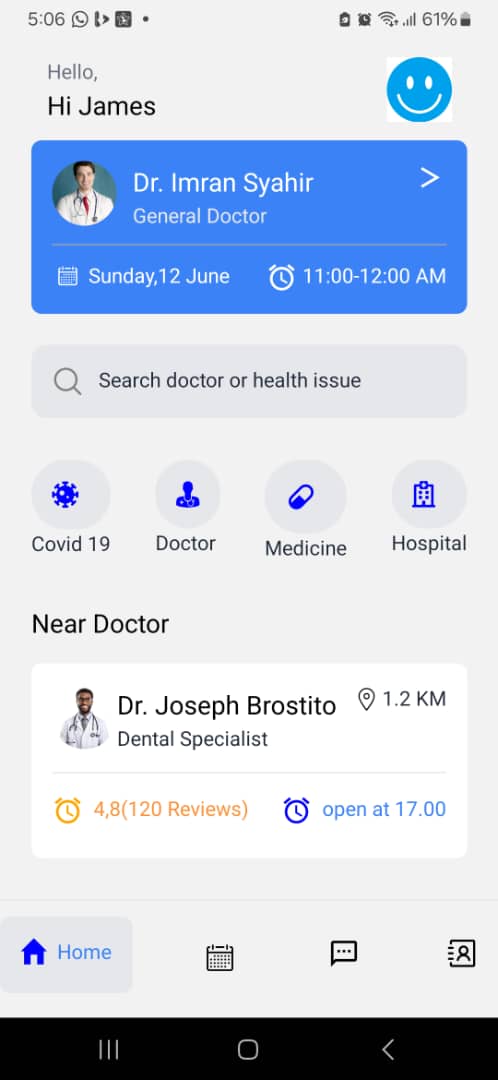 5:06 61%
Hello,
Hi James
Dr. Imran Syahir >
General Doctor
Sunday,12 June 11:00-12:00 AM
Search doctor or health issue
Covid 19 Doctor Medicine Hospital
Near Doctor
Dr. Joseph Brostito 1.2 KM
Dental Specialist
4,8(120 Reviews) open at 17.00
Home